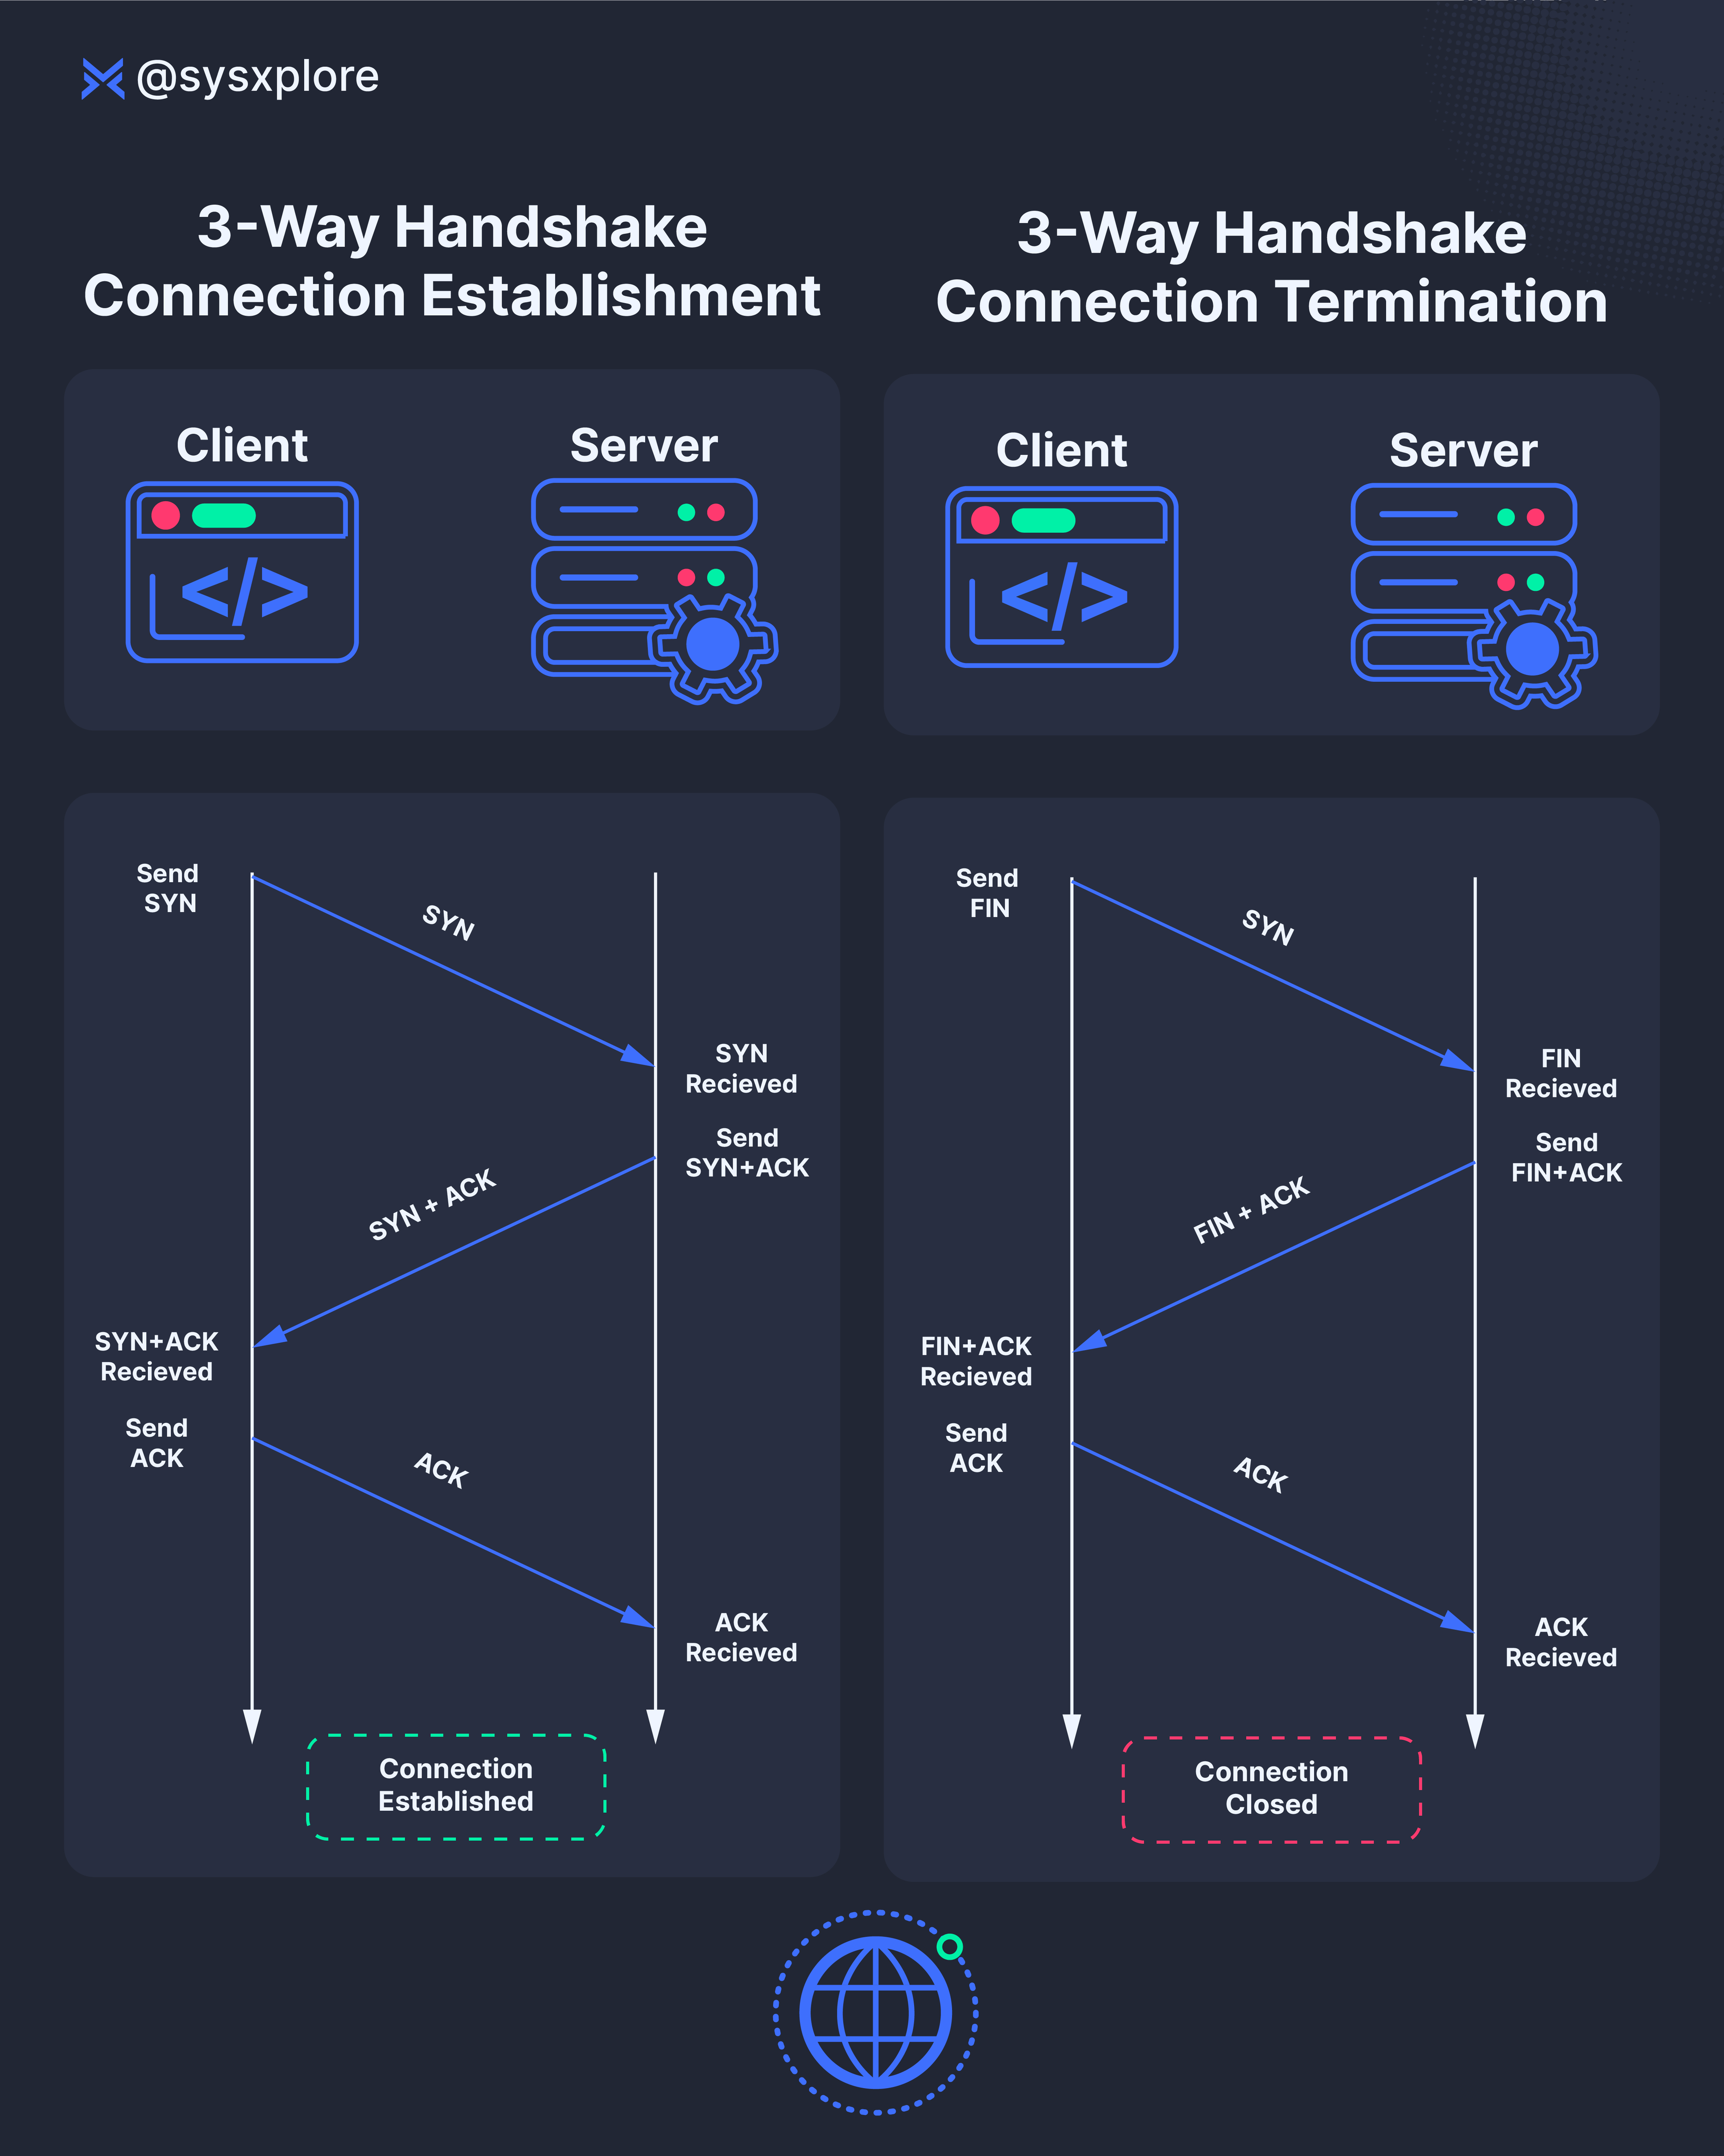 @sysxplore
3-Way Handshake
Connection Establishment
Client
Server
</>
Send
SYN
SYN
SYN
Recieved
Send
SYN+ACK
SYN + ACK
SYN+ACK
Recieved
Send
ACK
ACK
ACK
Recieved
Connection
Established
3-Way Handshake
Connection Termination
Client
Server
</>
Send
FIN
SYN
FIN
Recieved
Send
FIN+ACK
FIN + ACK
FIN+ACK
Recieved
Send
ACK
ACK
ACK
Recieved
Connection
Closed